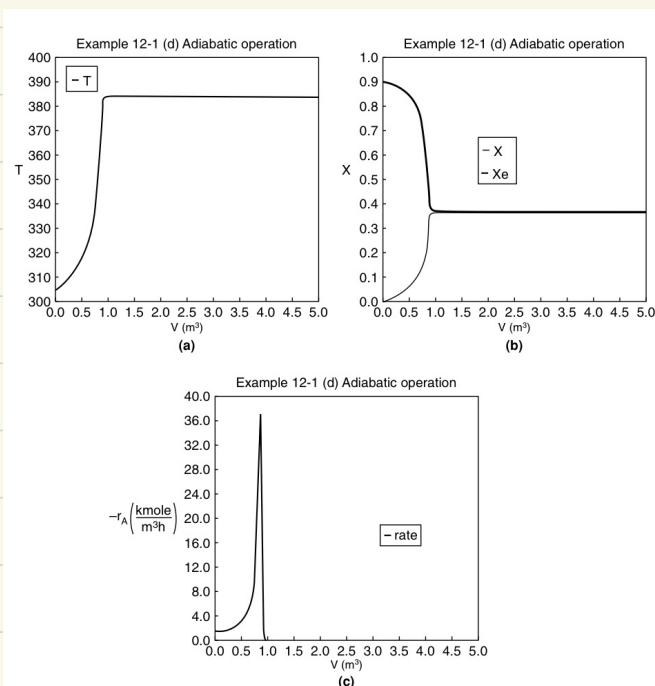 Example 12-1 (d) Adiabatic operation
400
390
380
370
360
T
350
340
330
320
310
300
0.0 0.5 1.0 1.5 2.0 2.5 3.0 3.5 4.0 4.5 5.0
V (m³)
(a)
T
Example 12-1 (d) Adiabatic operation
1.0
0.9
0.8
0.7
0.6
X
0.5
0.4
0.3
0.2
0.1
0.0
0.0 0.5 1.0 1.5 2.0 2.5 3.0 3.5 4.0 4.5 5.0
V (m³)
(b)
X
Xe
Example 12-1 (d) Adiabatic operation
40.0
36.0
32.0
28.0
24.0
20.0
–rA (kmole/m³h)
16.0
12.0
8.0
4.0
0.0
0.0 0.5 1.0 1.5 2.0 2.5 3.0 3.5 4.0 4.5 5.0
V (m³)
(c)
rate